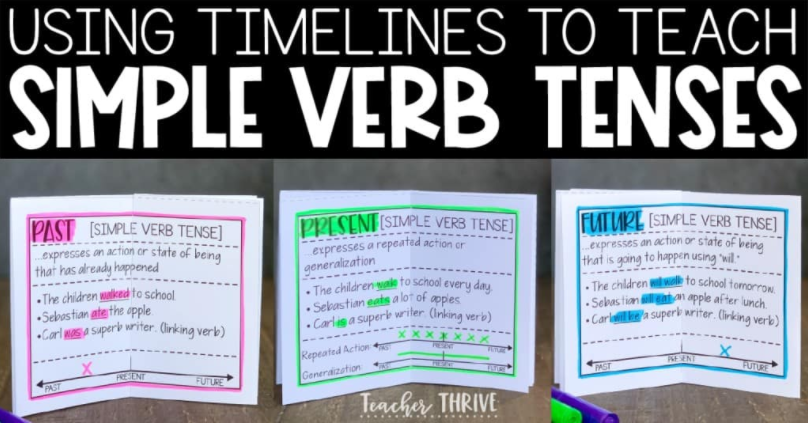 USING TIMELINES TO TEACH
SIMPLE VERB TENSES
PAST [SIMPLE VERB TENSE]
...expresses an action or state of being
that has already happened
• The children walked to school.
• Sebastian ate the apple.
• Carl was a superb writer. (linking verb)
X
PAST PRESENT FUTURE
PRESENT [SIMPLE VERB TENSE]
...expresses a repeated action or
generalization
• The children walk to school every day.
• Sebastian eats a lot of apples.
• Carl is a superb writer. (linking verb)
X X X X X X X
Repeated Action PAST PRESENT FUTURE
Generalization PAST PRESENT FUTURE
FUTURE [SIMPLE VERB TENSE]
...expresses an action or state of being
that is going to happen using "will."
• The children will walk to school tomorrow.
• Sebastian will eat an apple after lunch.
• Carl will be a superb writer. (linking verb)
X
PAST PRESENT FUTURE
Teacher THRIVE